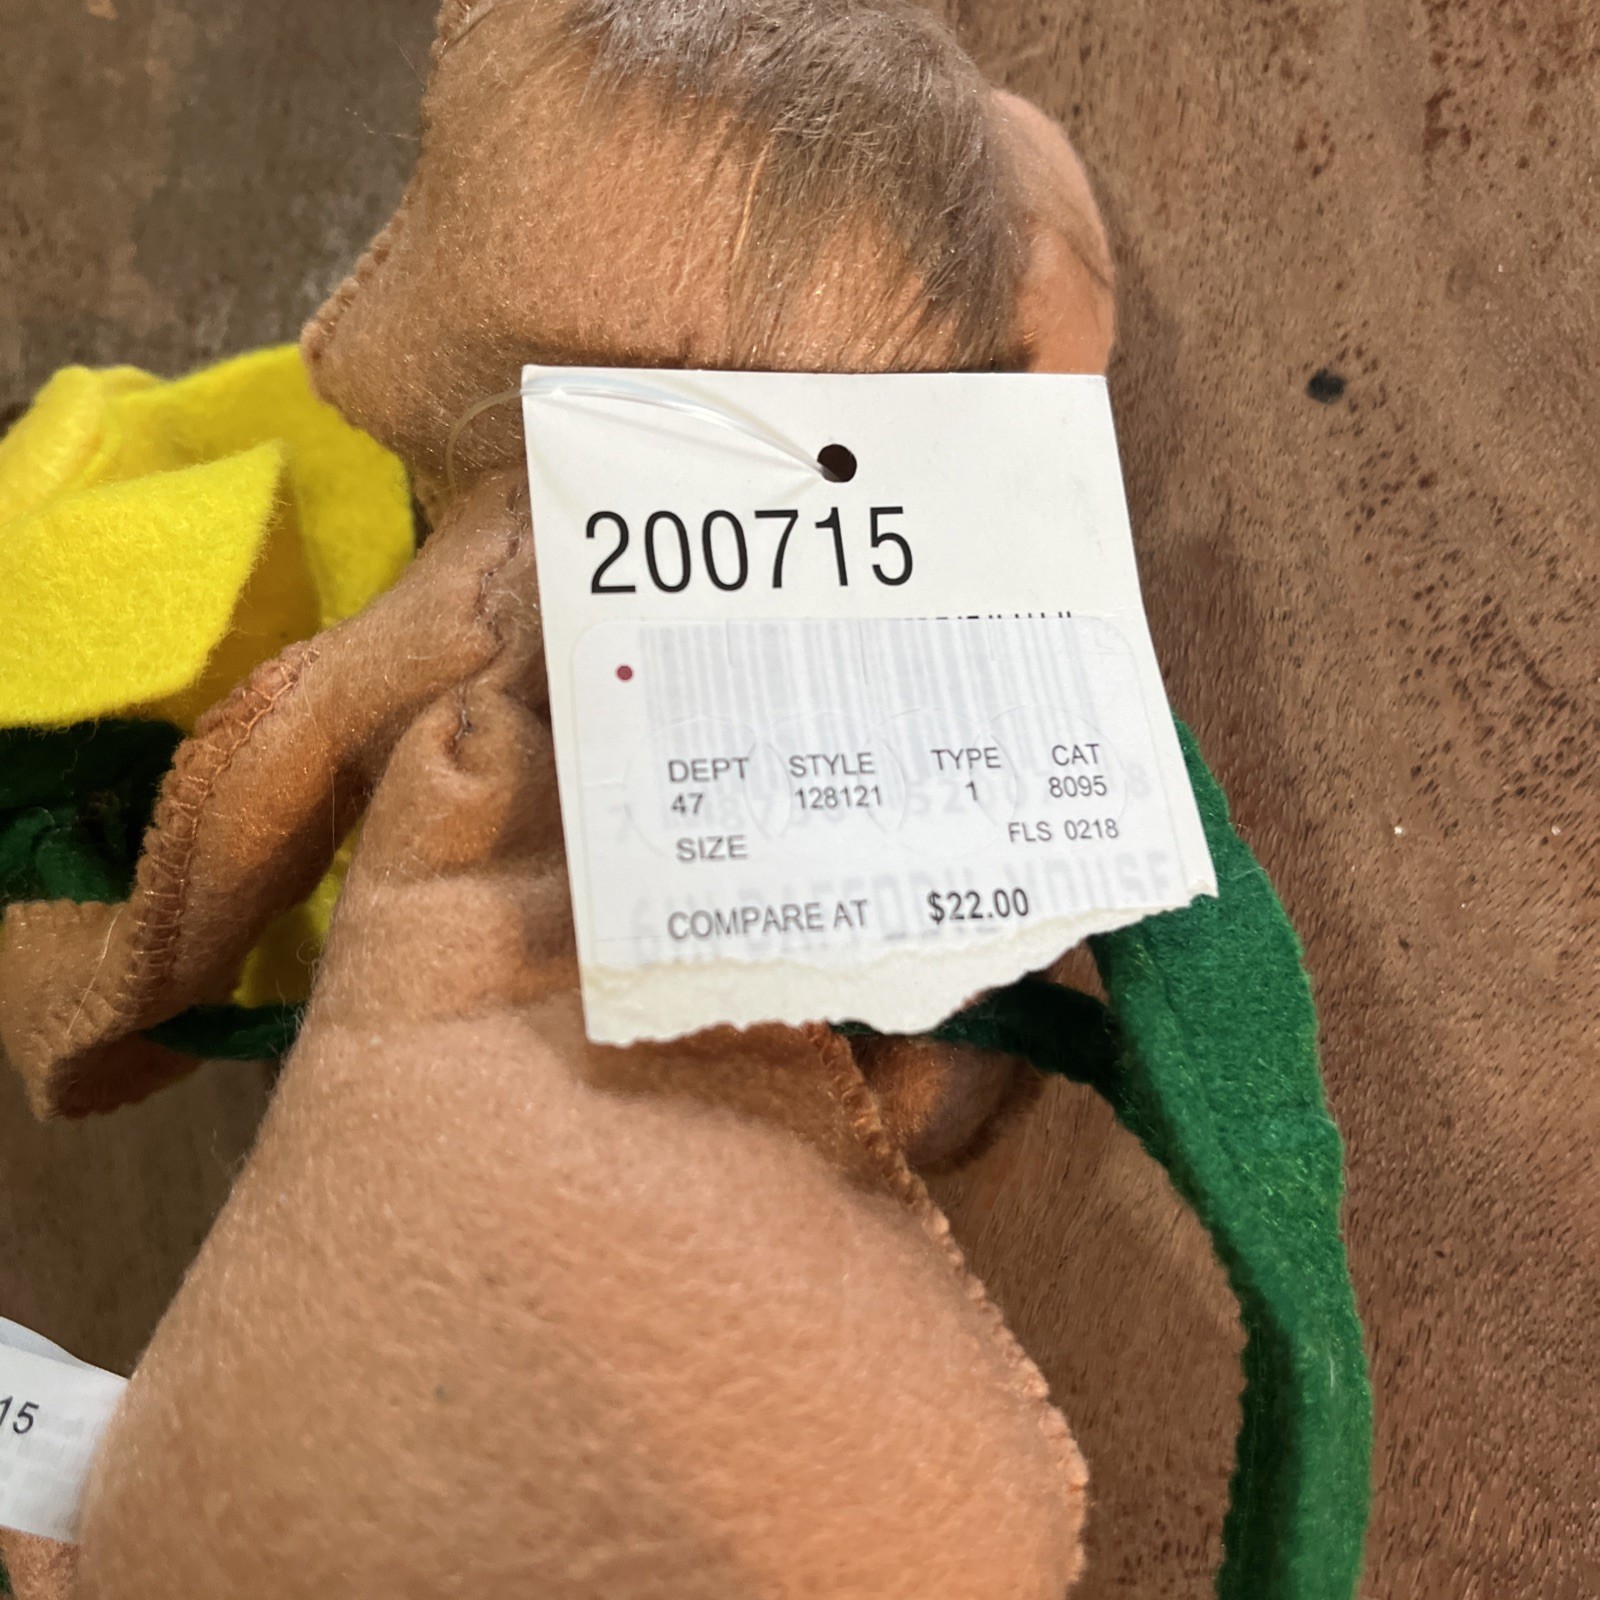 200715
DEPT STYLE TYPE CAT
47 128121 1 8095
SIZE FLS 0218
COMPARE AT $22.00
15